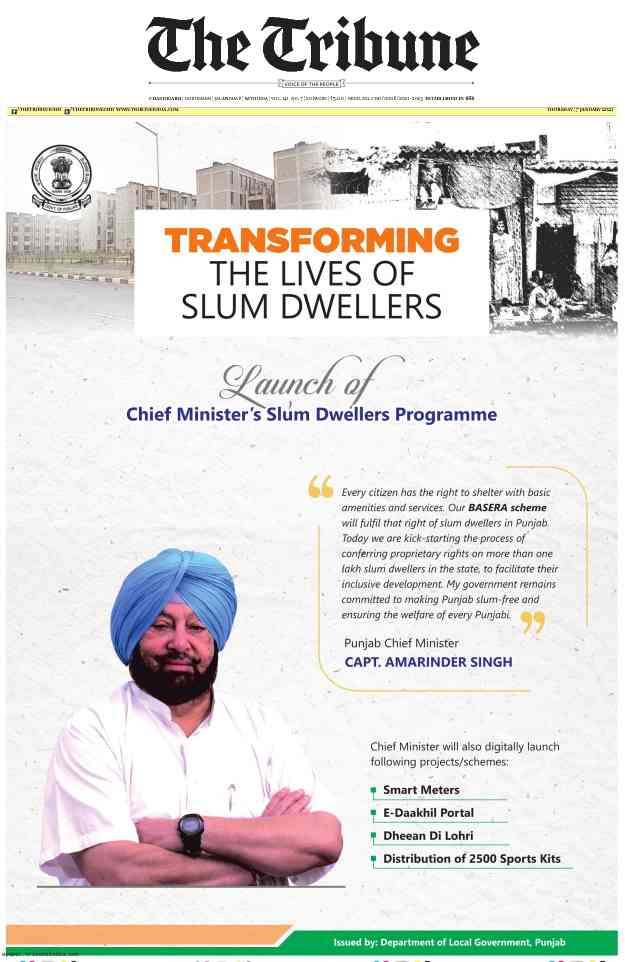 The Tribune
VOICE OF THE PEOPLE
THURSDAY | 7 JANUARY 2021
TRANSFORMING
THE LIVES OF
SLUM DWELLERS
Launch of
Chief Minister's Slum Dwellers Programme
“ Every citizen has the right to shelter with basic
amenities and services. Our BASERA scheme
will fulfil that right of slum dwellers in Punjab.
Today we are kick-starting the process of
conferring proprietary rights on more than one
lakh slum dwellers in the state, to facilitate their
inclusive development. My government remains
committed to making Punjab slum-free and
ensuring the welfare of every Punjabi. ”
Punjab Chief Minister
CAPT. AMARINDER SINGH
Chief Minister will also digitally launch
following projects/schemes:
Smart Meters
E-Daakhil Portal
Dheean Di Lohri
Distribution of 2500 Sports Kits
Issued by: Department of Local Government, Punjab